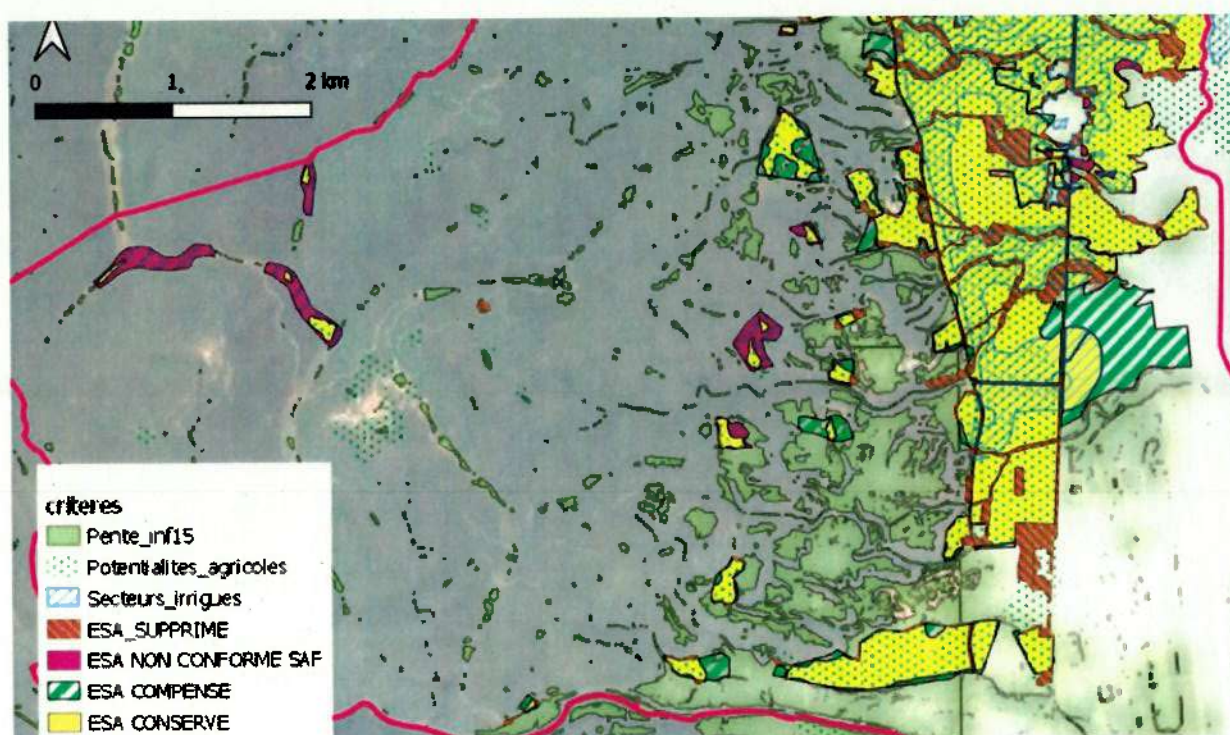 0 1 2 km
criteres
Pente_inf15
Potentialites_agricoles
Secteurs_irrigues
ESA_SUPPRIME
ESA NON CONFORME SAF
ESA COMPENSE
ESA CONSERVE